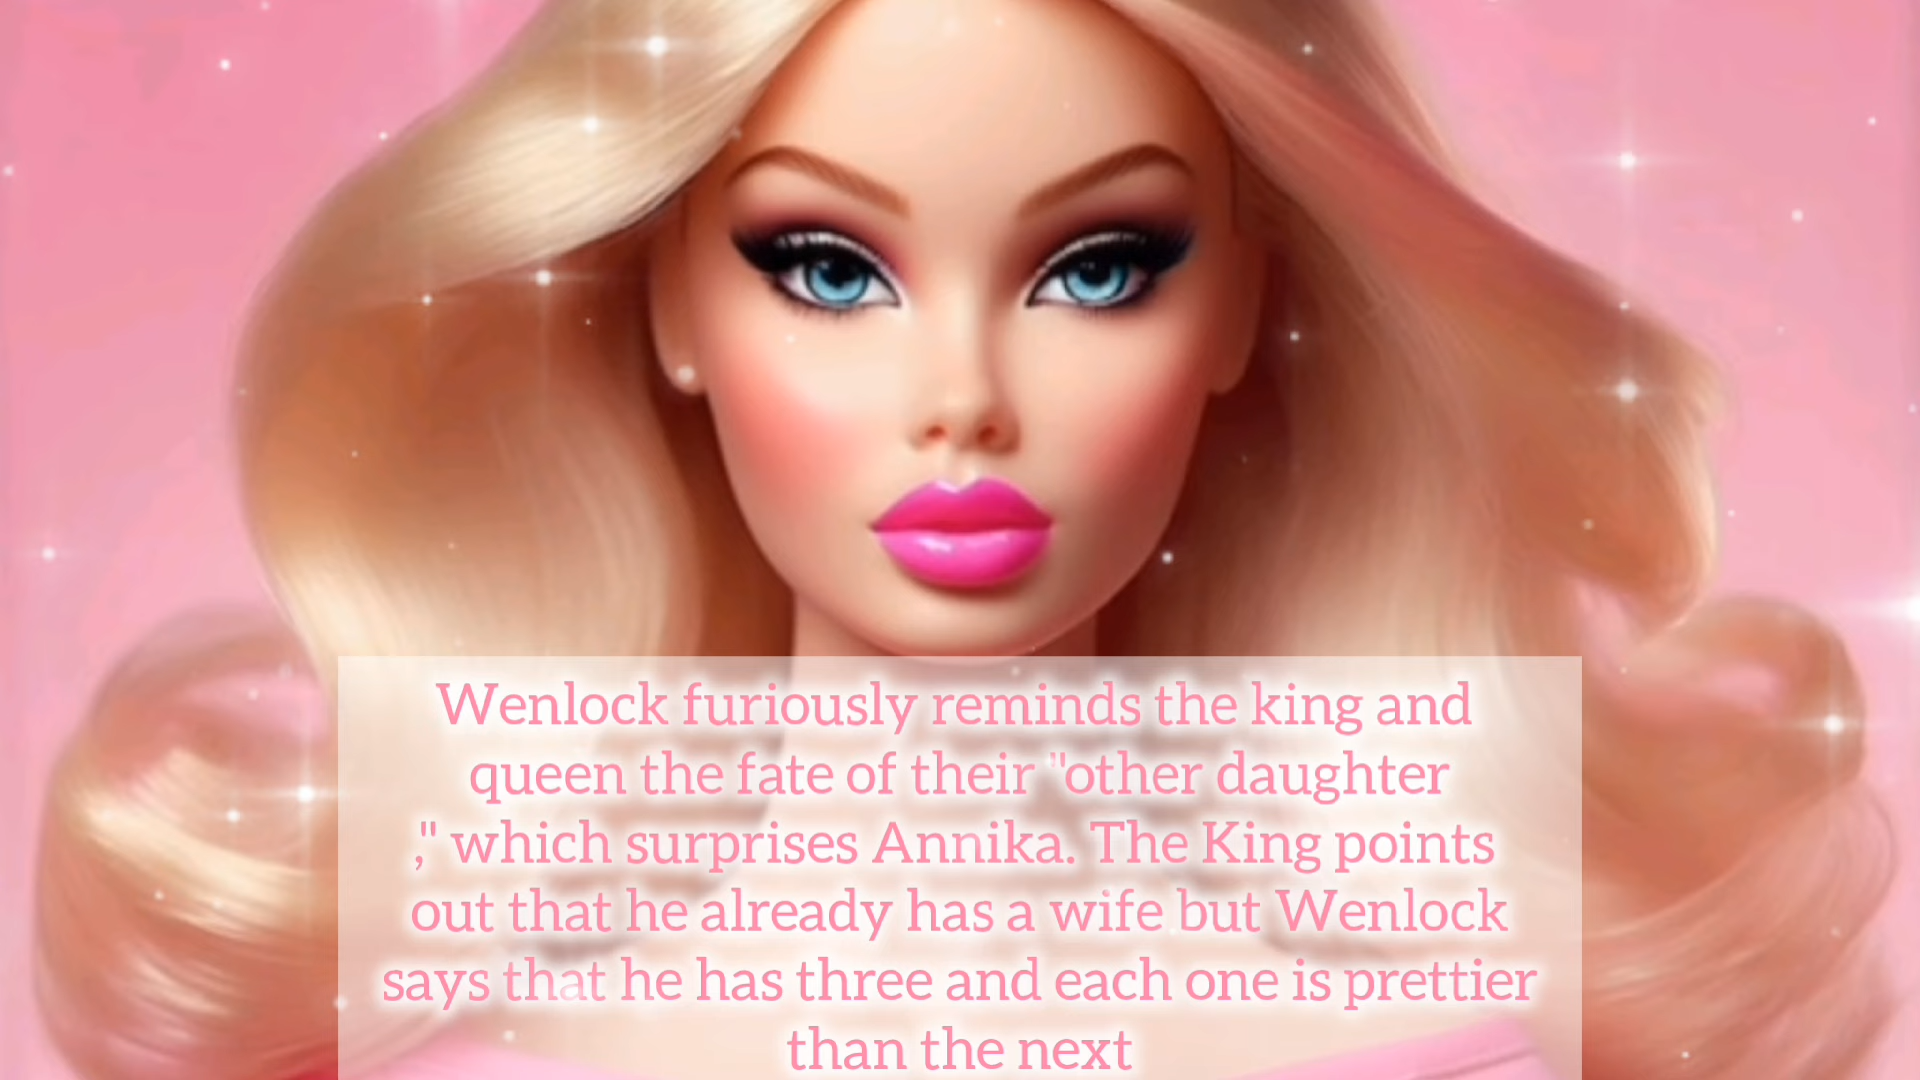 Wenlock furiously reminds the king and
queen the fate of their "other daughter
," which surprises Annika. The King points
out that he already has a wife but Wenlock
says that he has three and each one is prettier
than the next